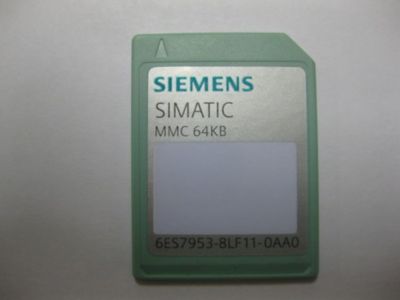 SIEMENS
SIMATIC
MMC 64KB
6ES7953-8LF11-0AA0